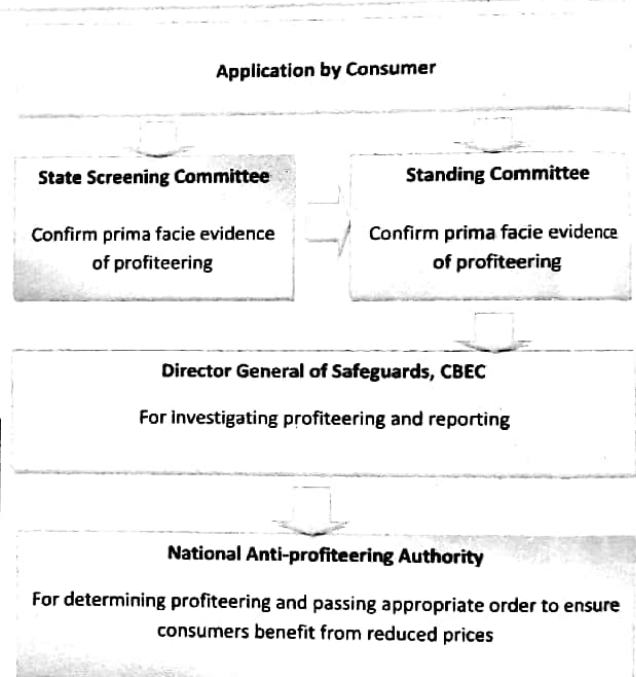 Application by Consumer
State Screening Committee
Confirm prima facie evidence
of profiteering
Standing Committee
Confirm prima facie evidence
of profiteering
Director General of Safeguards, CBEC
For investigating profiteering and reporting
National Anti-profiteering Authority
For determining profiteering and passing appropriate order to ensure
consumers benefit from reduced prices